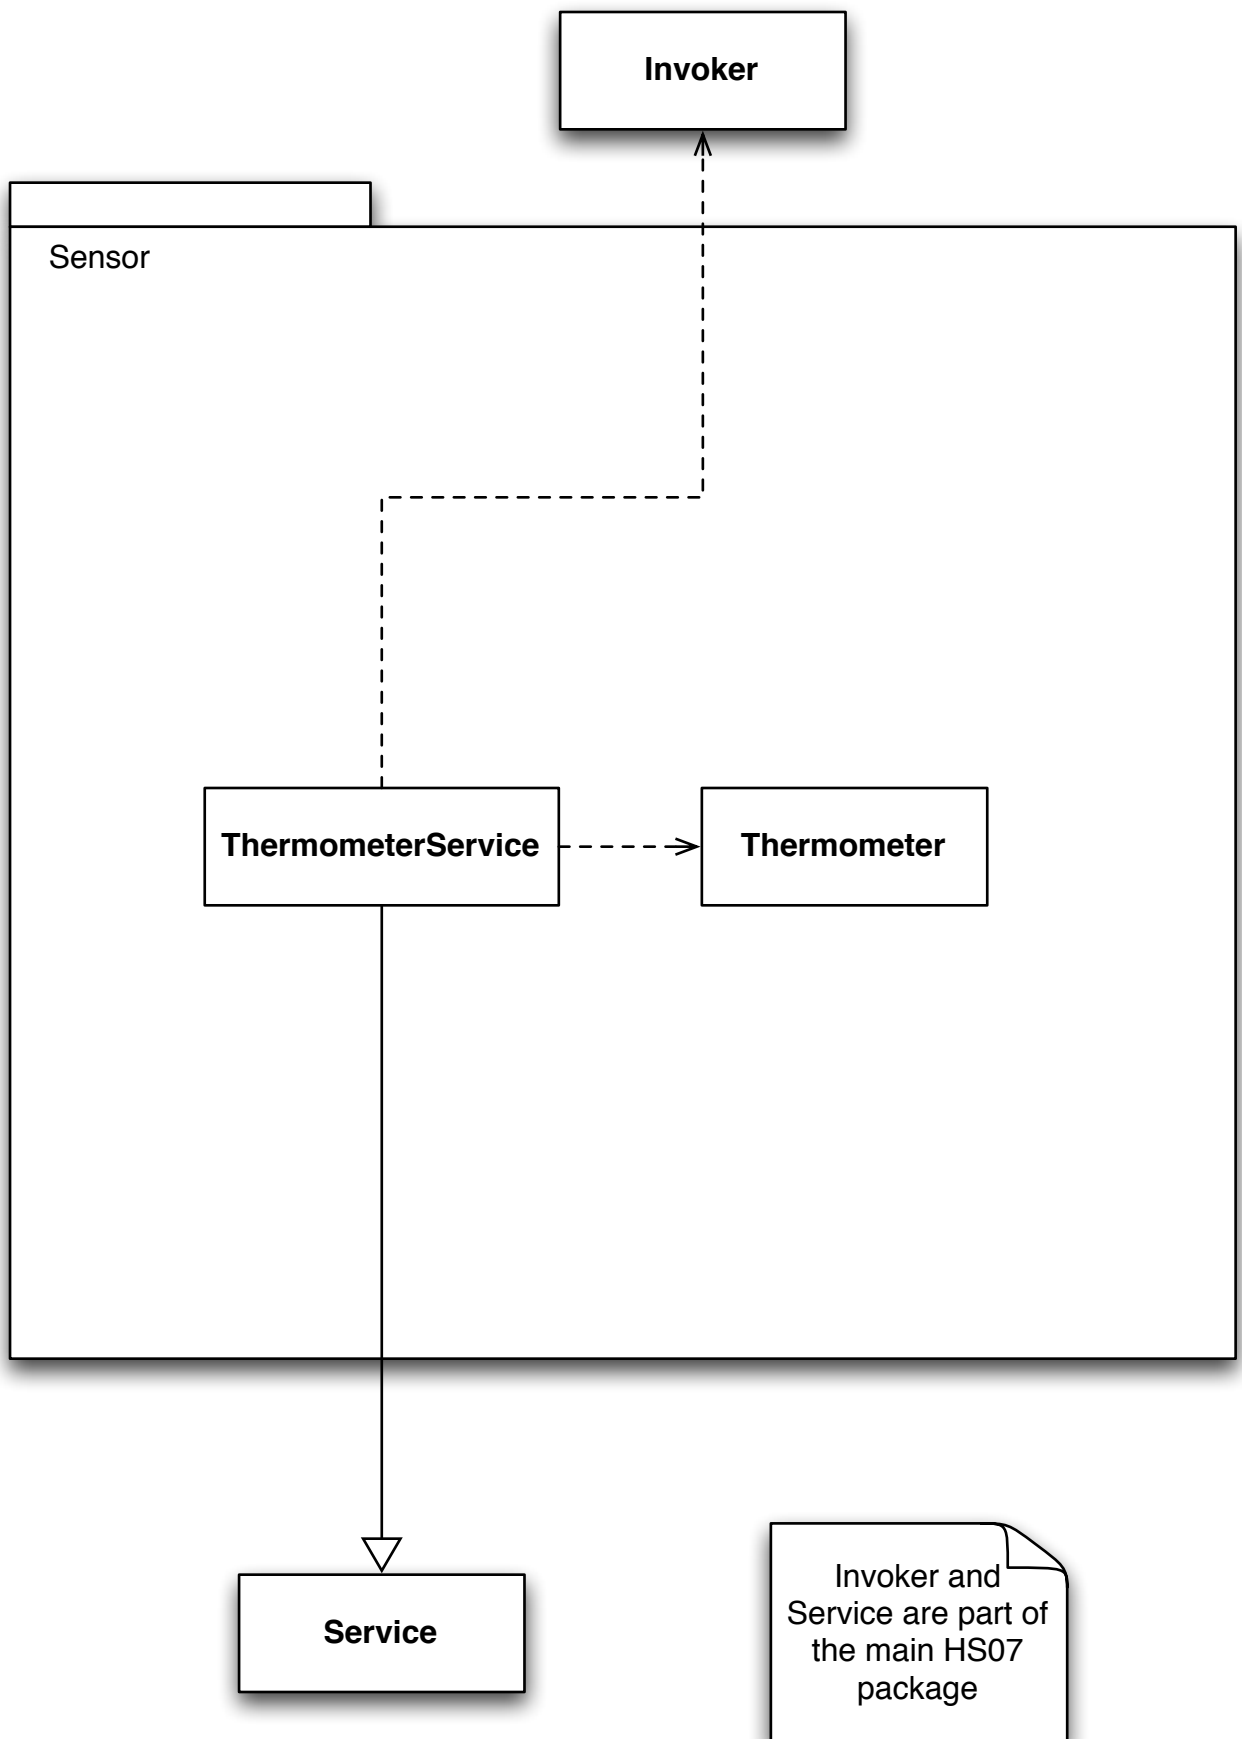 Invoker
Sensor
ThermometerService
Thermometer
Service
Invoker and
Service are part of
the main HS07
package